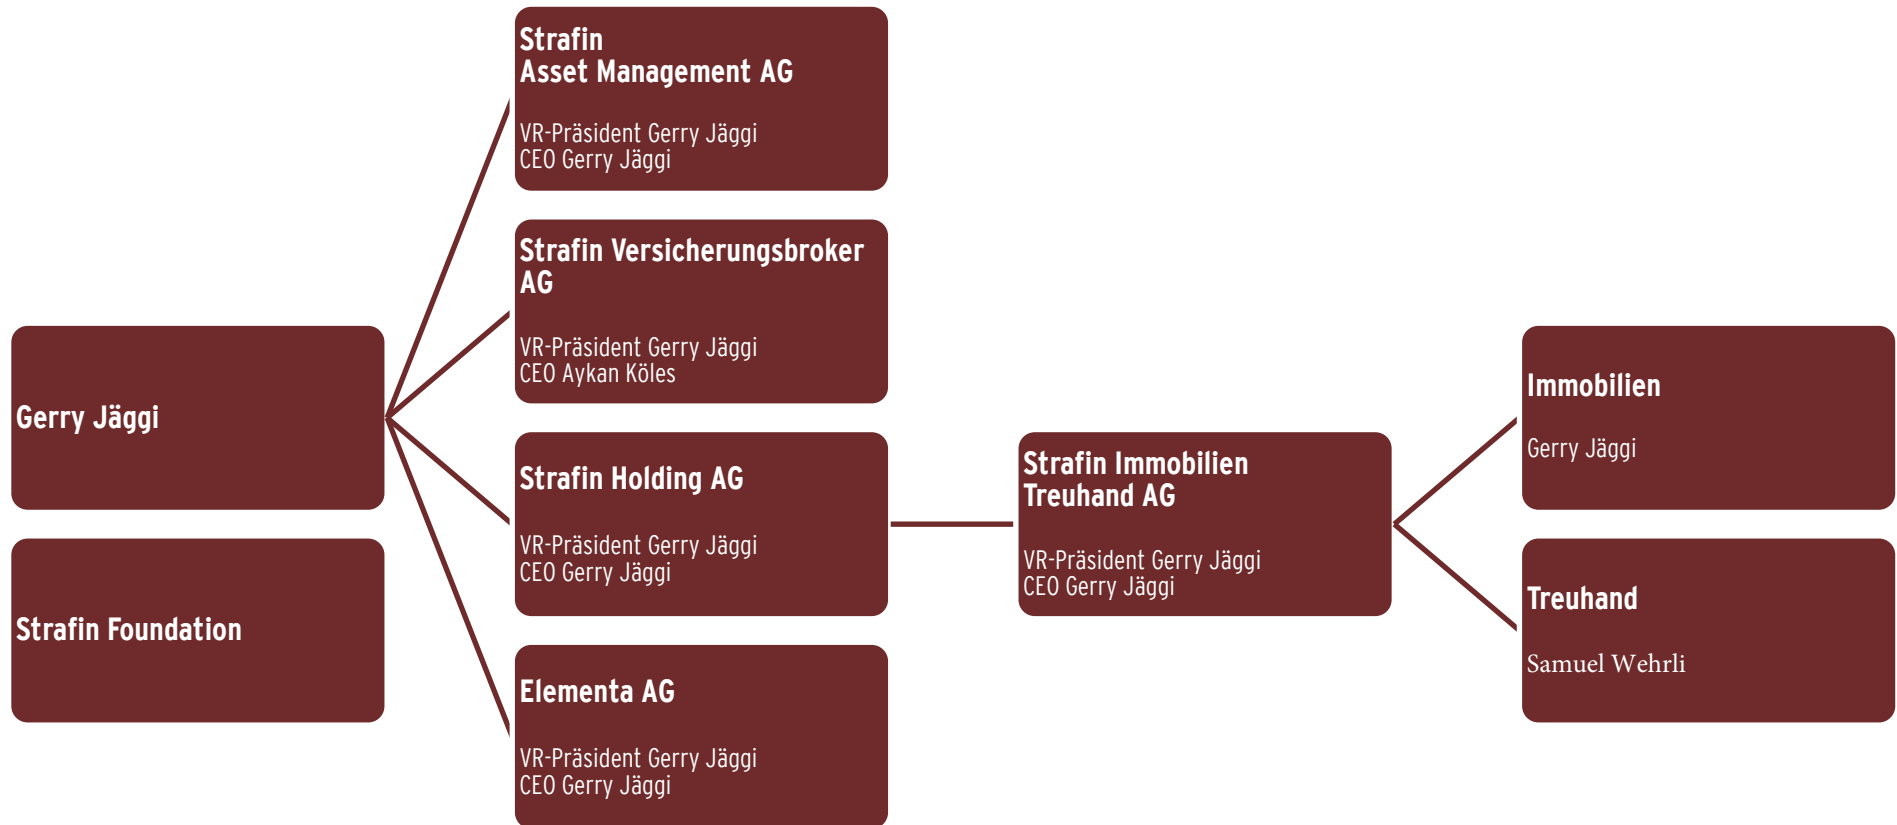 Gerry Jäggi
Strafin Foundation
Strafin
Asset Management AG
VR-Präsident Gerry Jäggi
CEO Gerry Jäggi
Strafin Versicherungsbroker
AG
VR-Präsident Gerry Jäggi
CEO Aykan Köles
Strafin Holding AG
VR-Präsident Gerry Jäggi
CEO Gerry Jäggi
Elementa AG
VR-Präsident Gerry Jäggi
CEO Gerry Jäggi
Strafin Immobilien
Treuhand AG
VR-Präsident Gerry Jäggi
CEO Gerry Jäggi
Immobilien
Gerry Jäggi
Treuhand
Samuel Wehrli